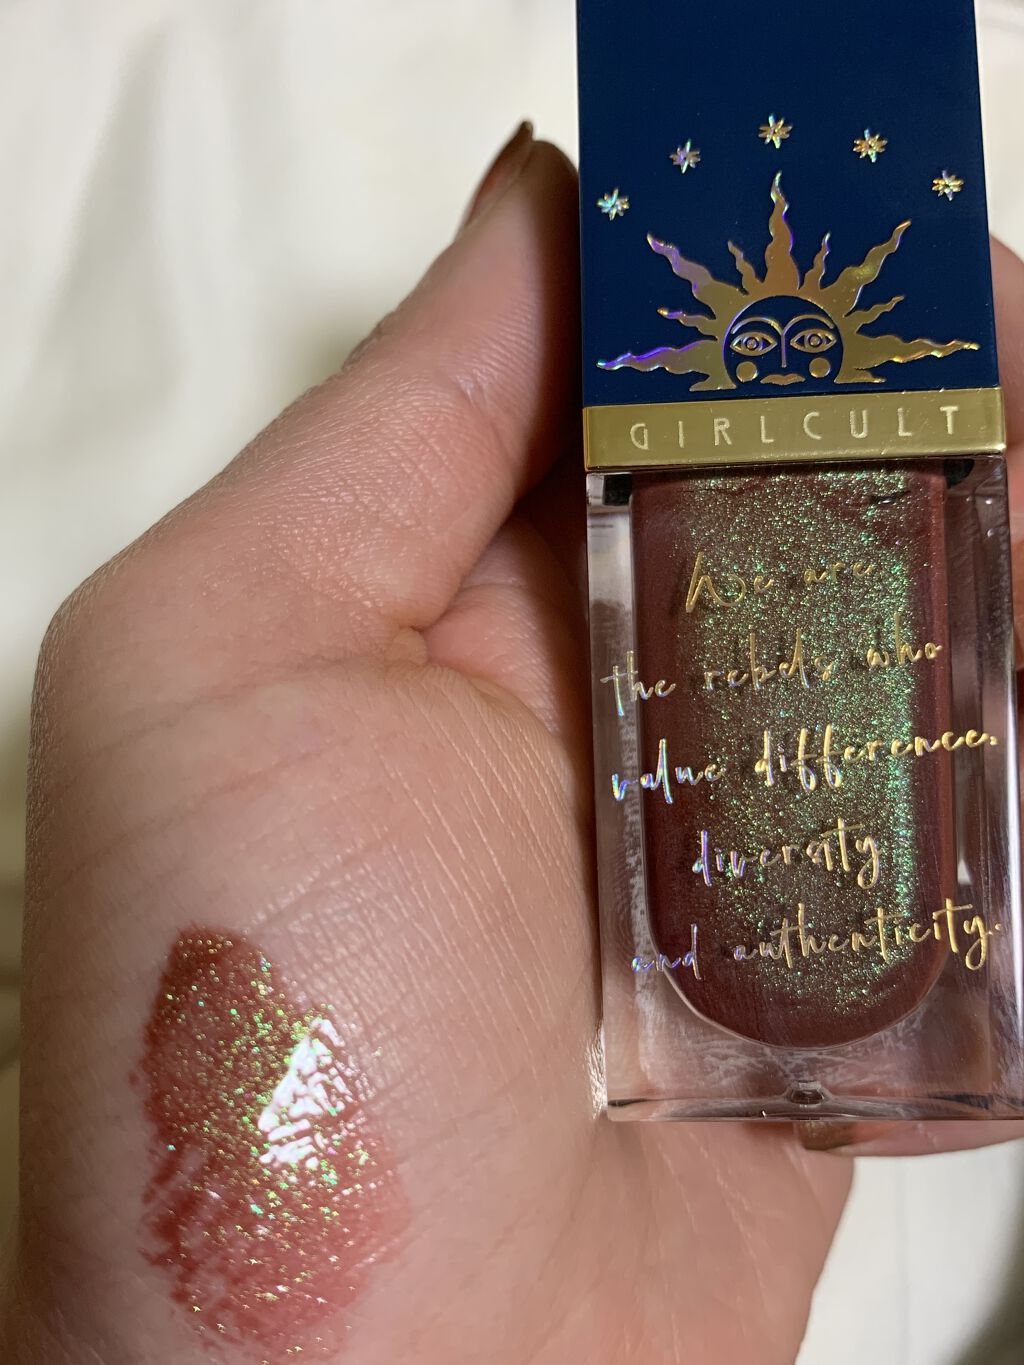 GIRLCULT
We are
the rebels who
value difference.
diversity
and authenticity.